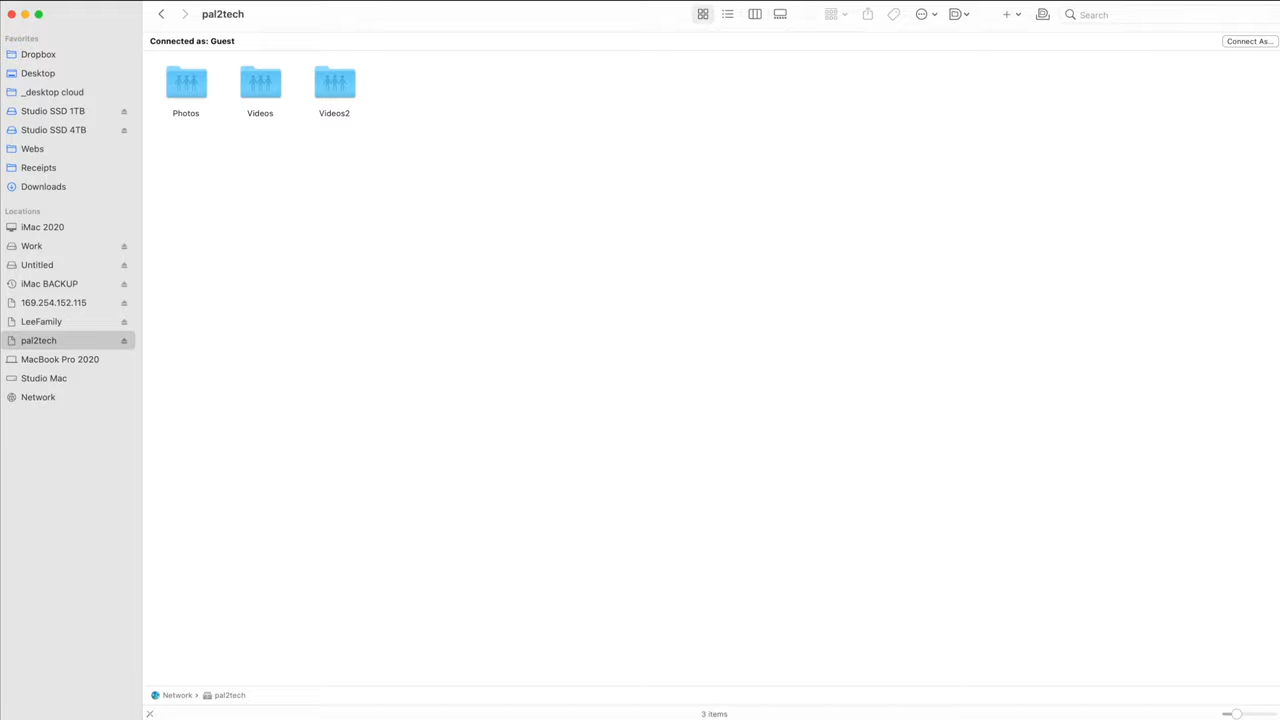 pal2tech
Search
Favorites
Connected as: Guest
Connect As...
Dropbox
Desktop
_desktop cloud
Studio SSD 1TB
Studio SSD 4TB
Webs
Receipts
Downloads
Photos
Videos
Videos2
Locations
iMac 2020
Work
Untitled
iMac BACKUP
169.254.152.115
LeeFamily
pal2tech
MacBook Pro 2020
Studio Mac
Network
Network › pal2tech
3 items